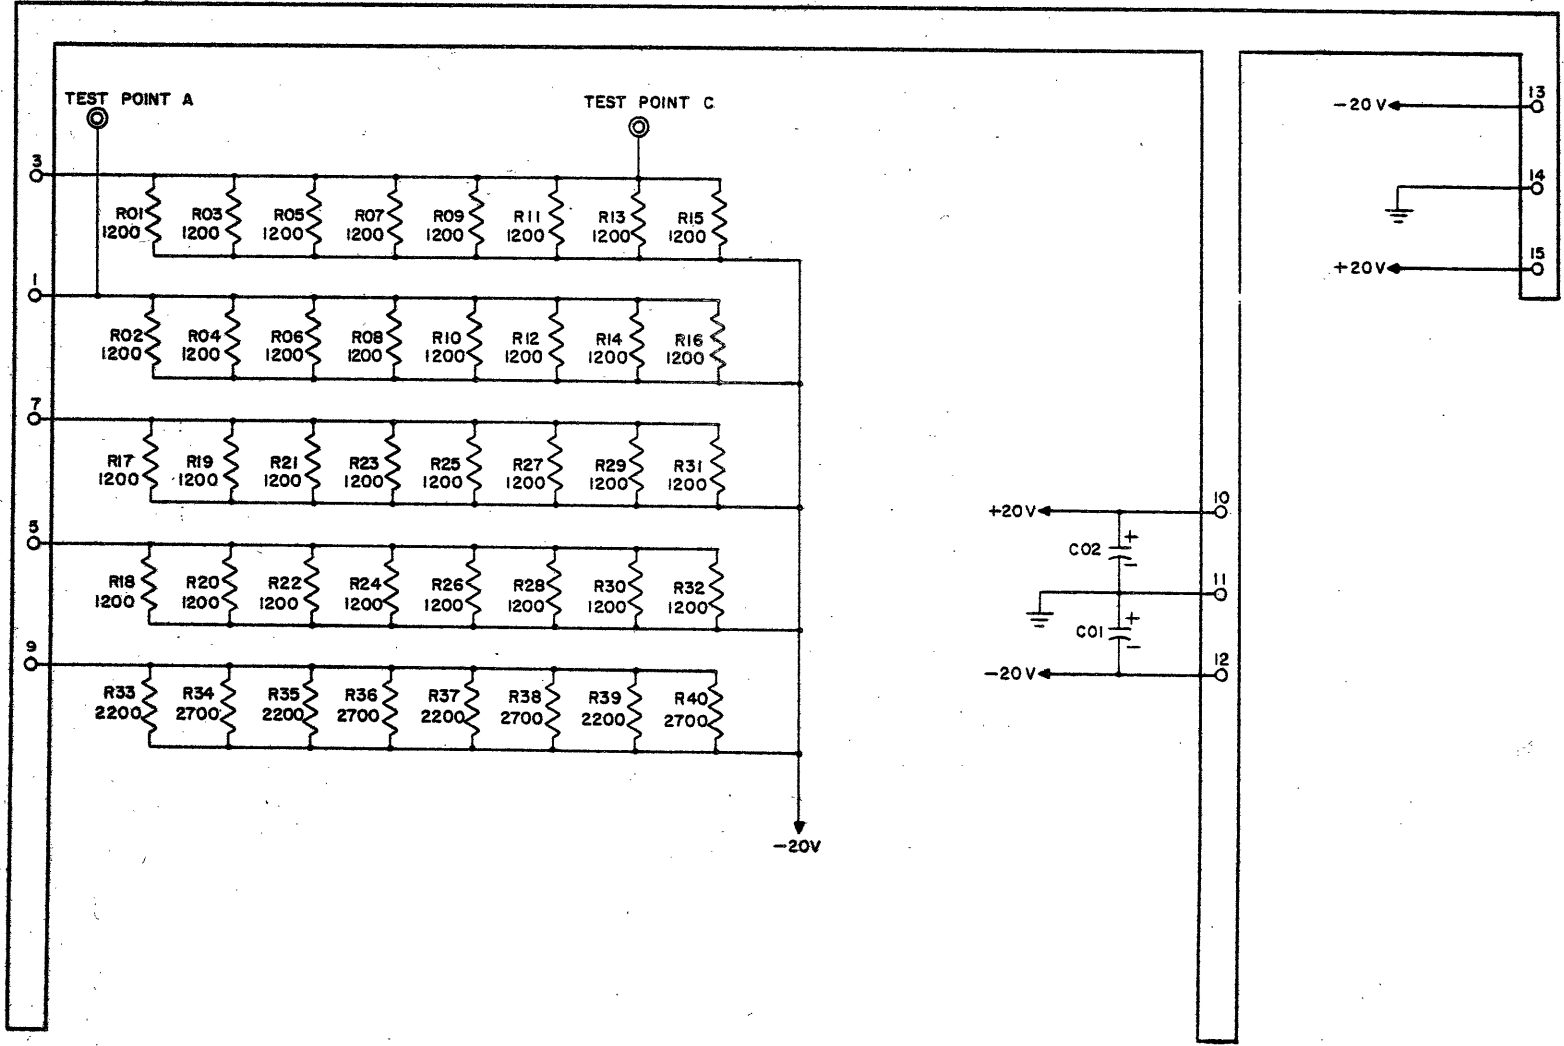 TEST POINT A
TEST POINT C
3
R01 R03 R05 R07 R09 R11 R13 R15
1200 1200 1200 1200 1200 1200 1200 1200
1
R02 R04 R06 R08 R10 R12 R14 R16
1200 1200 1200 1200 1200 1200 1200 1200
7
R17 R19 R21 R23 R25 R27 R29 R31
1200 1200 1200 1200 1200 1200 1200 1200
5
R18 R20 R22 R24 R26 R28 R30 R32
1200 1200 1200 1200 1200 1200 1200 1200
9
R33 R34 R35 R36 R37 R38 R39 R40
2200 2700 2200 2700 2200 2700 2200 2700
-20V
+20V
10
C02
+
-
11
C01
+
-
-20V
12
-20V
13
14
+20V
15